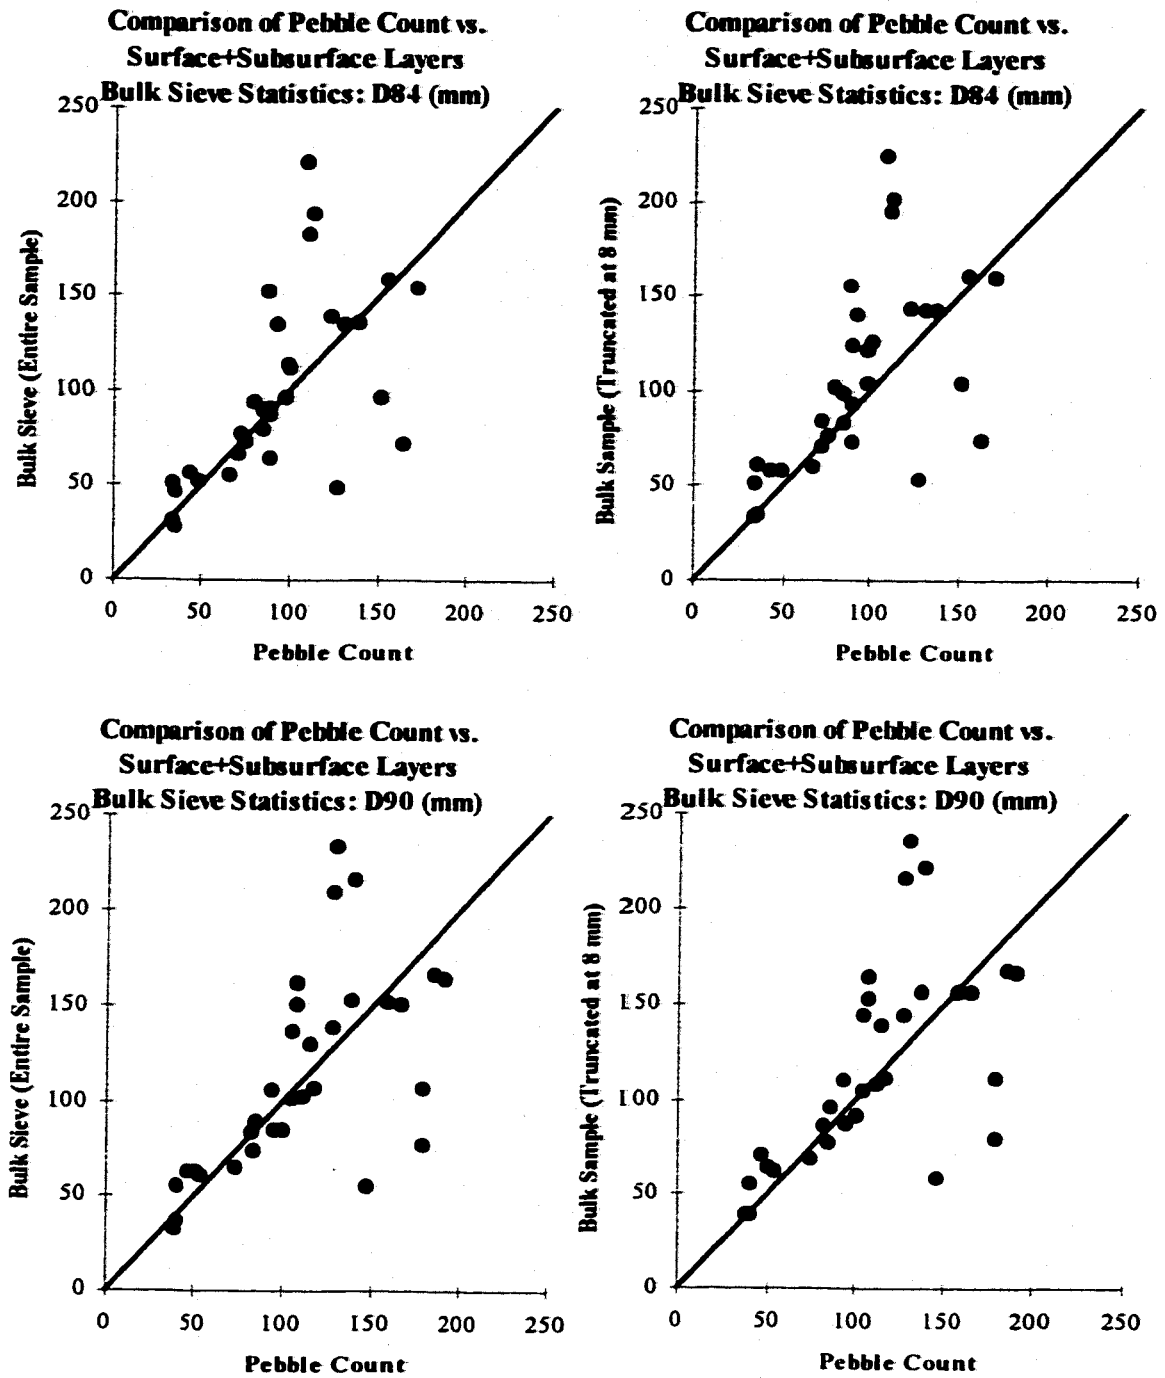 Comparison of Pebble Count vs.
Surface+Subsurface Layers
Bulk Sieve Statistics: D84 (mm)
250
200
150
100
50
0
Bulk Sieve (Entire Sample)
0 50 100 150 200 250
Pebble Count
Comparison of Pebble Count vs.
Surface+Subsurface Layers
Bulk Sieve Statistics: D84 (mm)
250
200
150
100
50
0
Bulk Sample (Truncated at 8 mm)
0 50 100 150 200 250
Pebble Count
Comparison of Pebble Count vs.
Surface+Subsurface Layers
Bulk Sieve Statistics: D90 (mm)
250
200
150
100
50
0
Bulk Sieve (Entire Sample)
0 50 100 150 200 250
Pebble Count
Comparison of Pebble Count vs.
Surface+Subsurface Layers
Bulk Sieve Statistics: D90 (mm)
250
200
150
100
50
0
Bulk Sample (Truncated at 8 mm)
0 50 100 150 200 250
Pebble Count